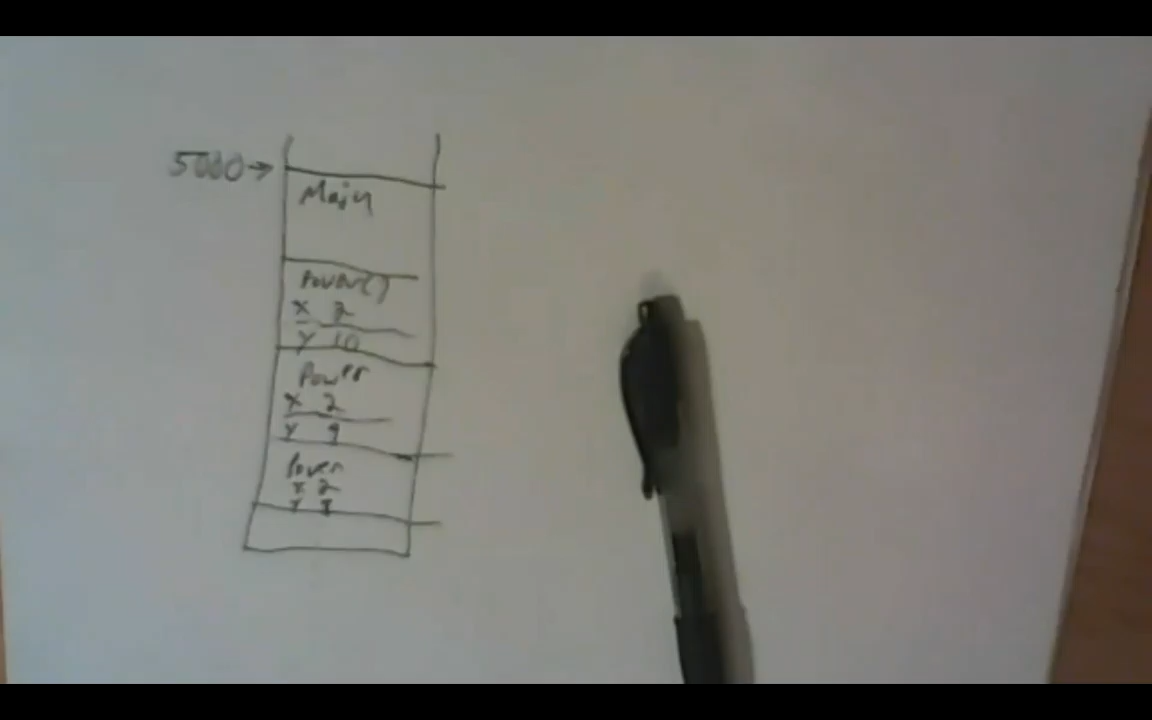 5000→
Main
Power()
X 2
Y 10
Power
X 2
Y 9
Power
X 2
Y 8